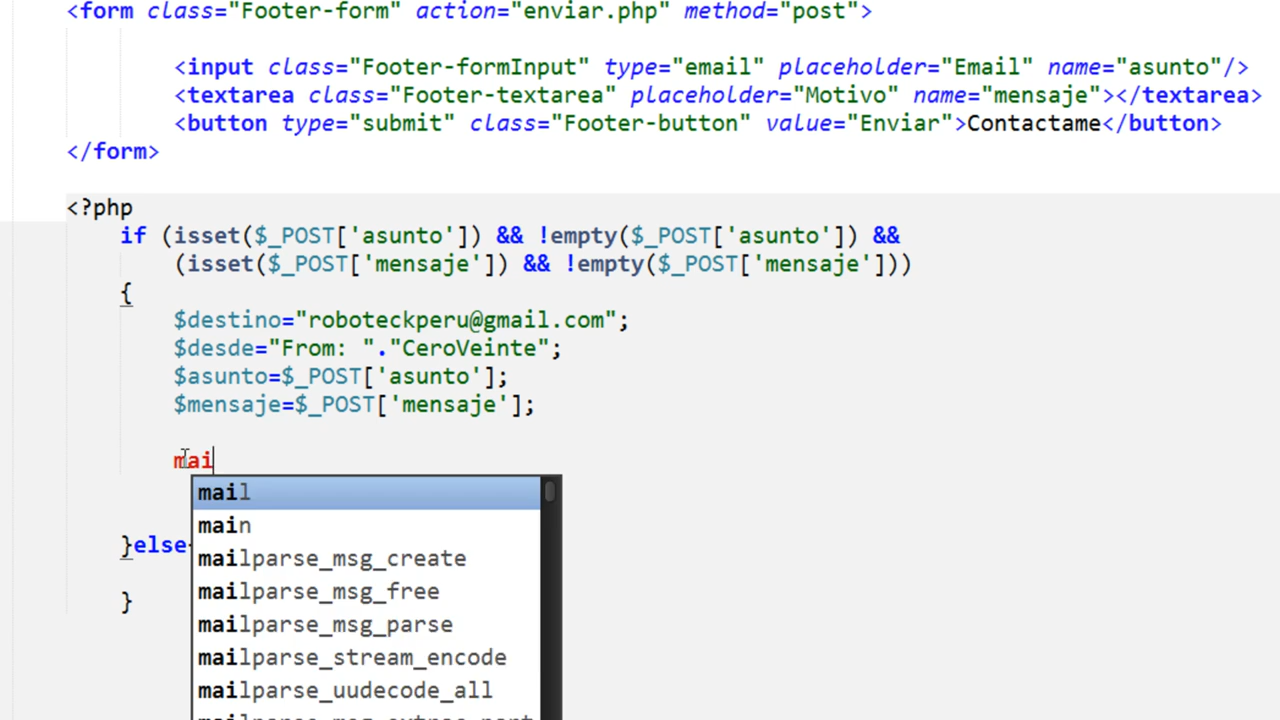 <form class="Footer-form" action="enviar.php" method="post">
<input class="Footer-formInput" type="email" placeholder="Email" name="asunto"/>
<textarea class="Footer-textarea" placeholder="Motivo" name="mensaje"></textarea>
<button type="submit" class="Footer-button" value="Enviar">Contactame</button>
</form>
<?php
if (isset($_POST['asunto']) && !empty($_POST['asunto']) &&
(isset($_POST['mensaje']) && !empty($_POST['mensaje']))
{
$destino="roboteckperu@gmail.com";
$desde="From: "."CeroVeinte";
$asunto=$_POST['asunto'];
$mensaje=$_POST['mensaje'];
mai
mail
main
}else
mailparse_msg_create
mailparse_msg_free
}
mailparse_msg_parse
mailparse_stream_encode
mailparse_uudecode_all